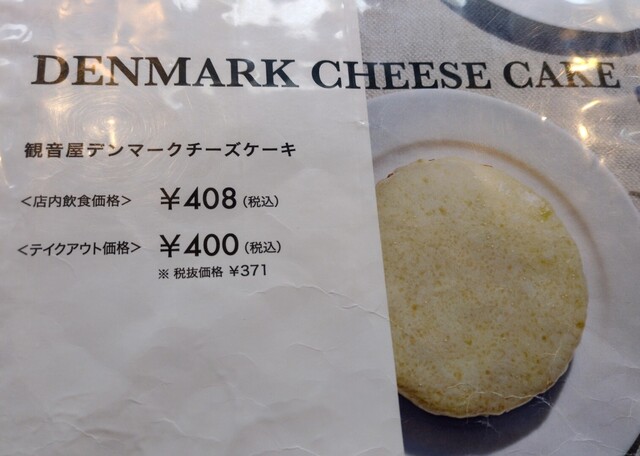 DENMARK CHEESE CAKE
観音屋デンマークチーズケーキ
<店内飲食価格> ¥408(税込)
<テイクアウト価格> ¥400(税込)
※ 税抜価格 ¥371